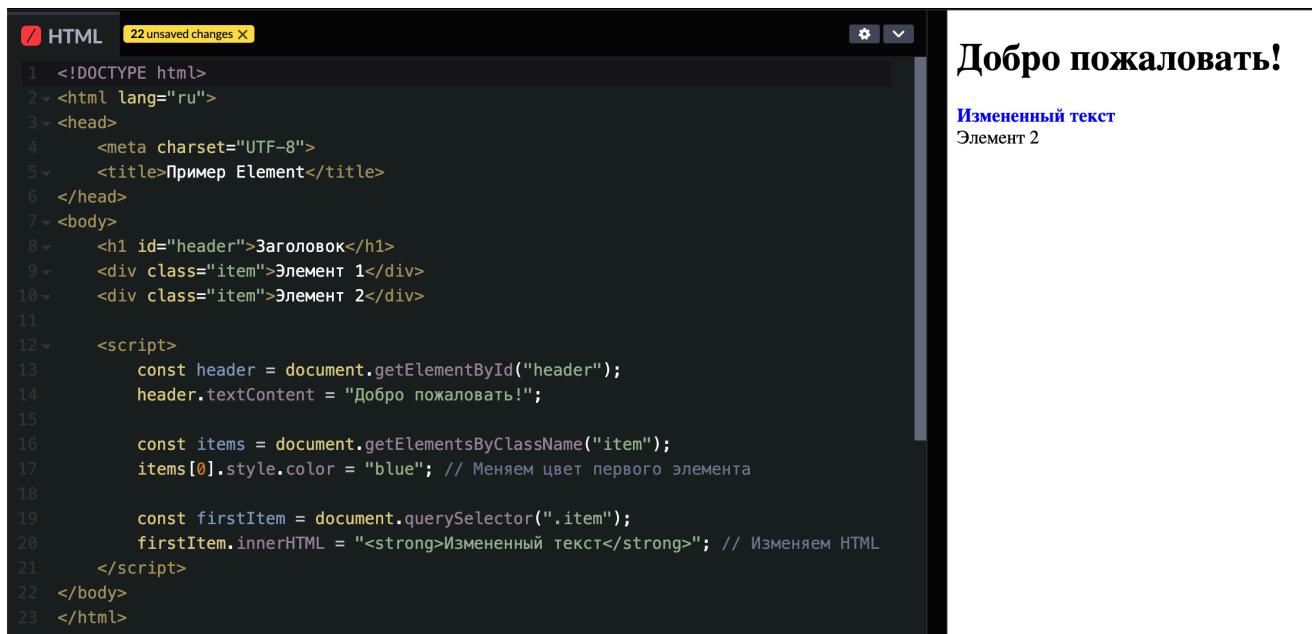 HTML 22 unsaved changes X
1 <!DOCTYPE html>
2 <html lang="ru">
3 <head>
4 <meta charset="UTF-8">
5 <title>Пример Element</title>
6 </head>
7 <body>
8 <h1 id="header">Заголовок</h1>
9 <div class="item">Элемент 1</div>
10 <div class="item">Элемент 2</div>
11
12 <script>
13 const header = document.getElementById("header");
14 header.textContent = "Добро пожаловать!";
15
16 const items = document.getElementsByClassName("item");
17 items[0].style.color = "blue"; // Меняем цвет первого элемента
18
19 const firstItem = document.querySelector(".item");
20 firstItem.innerHTML = "<strong>Измененный текст</strong>"; // Изменяем HTML
21 </script>
22 </body>
23 </html>
Добро пожаловать!
Измененный текст
Элемент 2